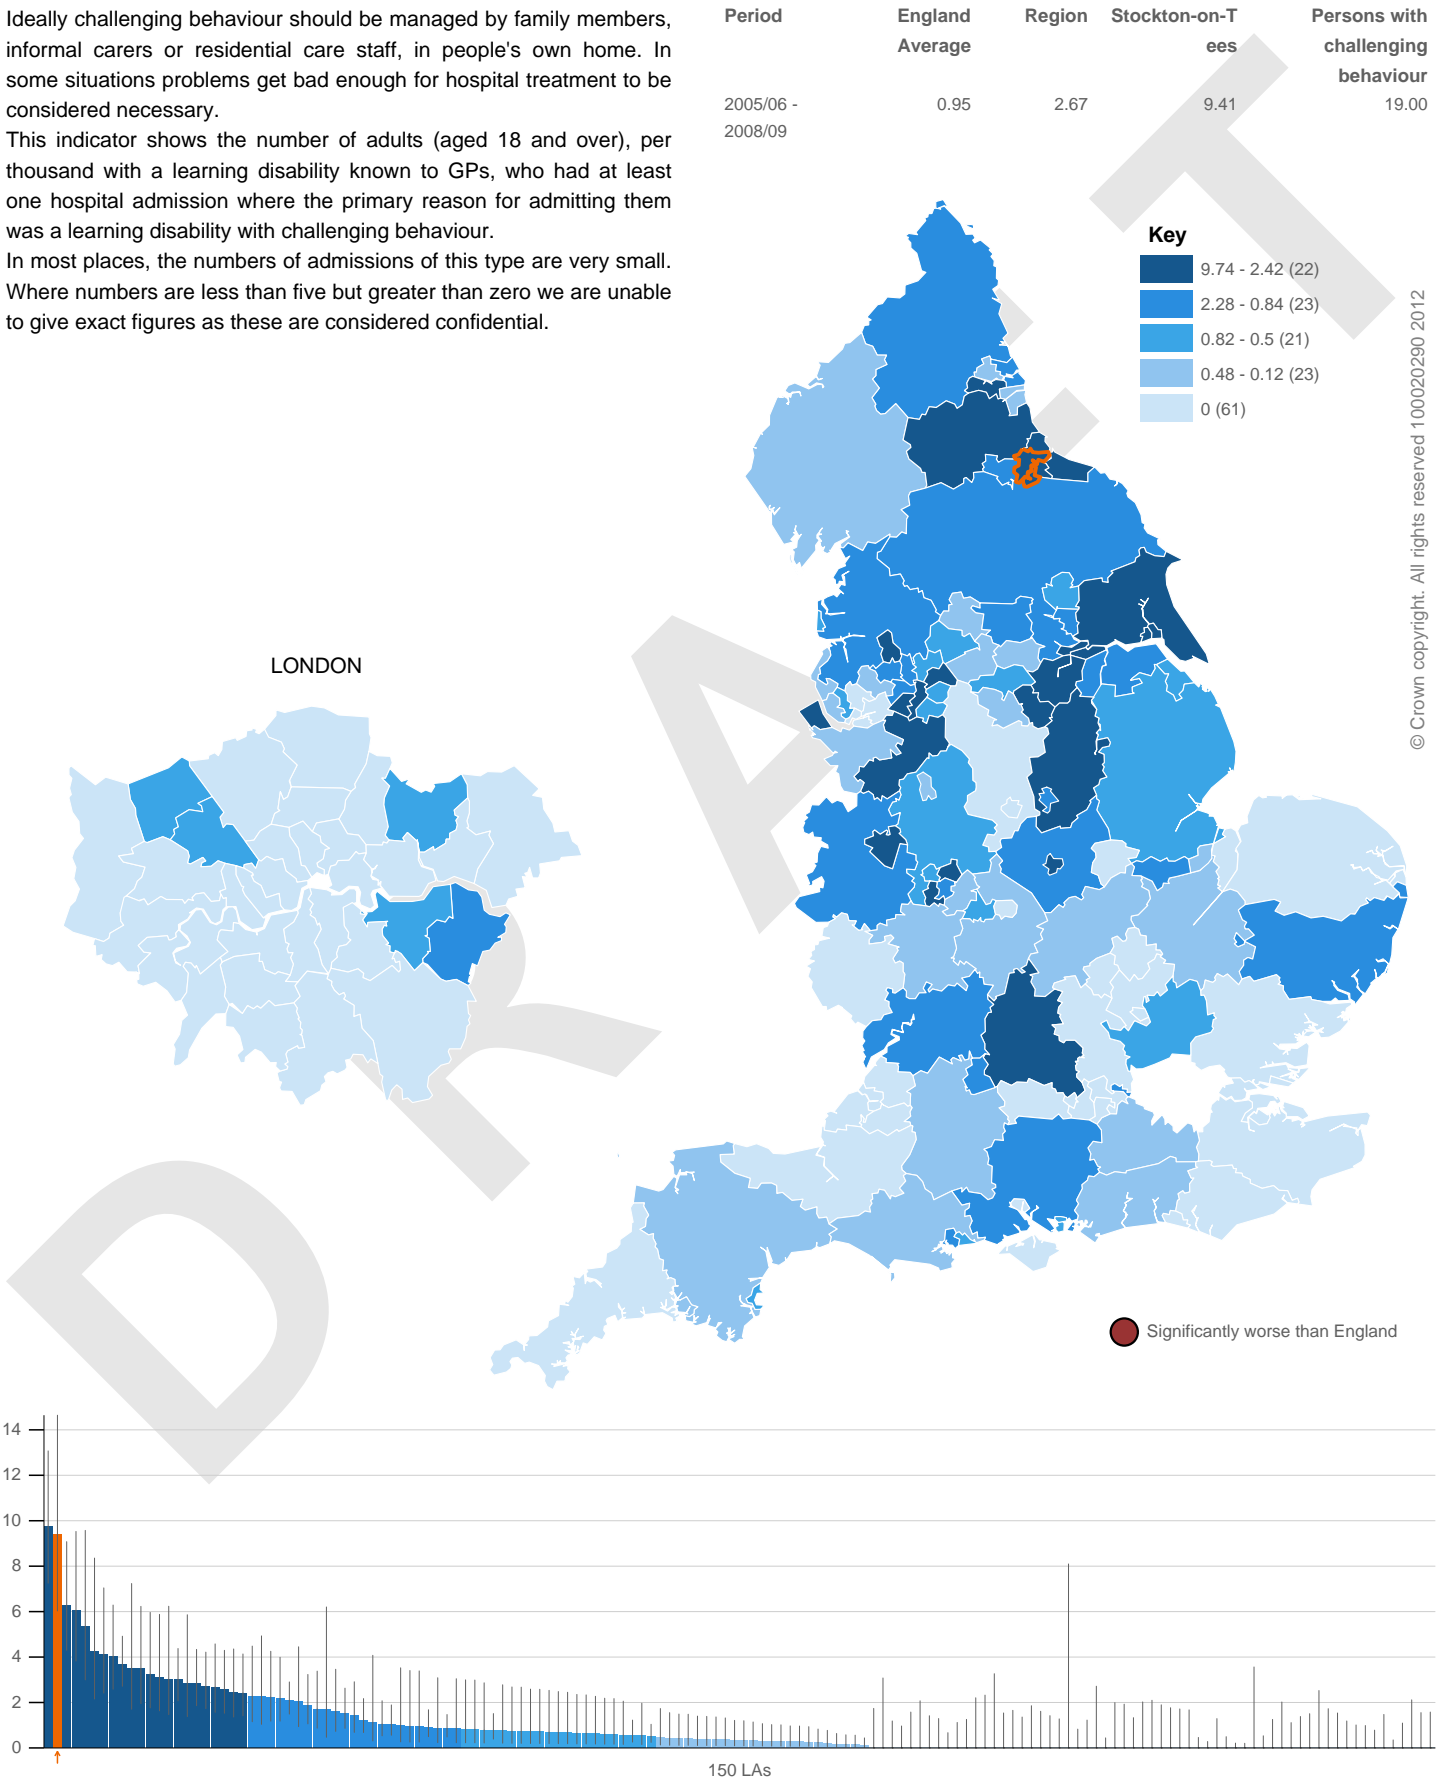 Ideally challenging behaviour should be managed by family members,
informal carers or residential care staff, in people's own home. In
some situations problems get bad enough for hospital treatment to be
considered necessary.
This indicator shows the number of adults (aged 18 and over), per
thousand with a learning disability known to GPs, who had at least
one hospital admission where the primary reason for admitting them
was a learning disability with challenging behaviour.
In most places, the numbers of admissions of this type are very small.
Where numbers are less than five but greater than zero we are unable
to give exact figures as these are considered confidential.
Period England Region Stockton-on-T Persons with
Average ees challenging
behaviour
2005/06 - 0.95 2.67 9.41 19.00
2008/09
Key
9.74 - 2.42 (22)
2.28 - 0.84 (23)
0.82 - 0.5 (21)
0.48 - 0.12 (23)
0 (61)
© Crown copyright. All rights reserved 100020290 2012
LONDON
DRAFT
Significantly worse than England
14
12
10
8
6
4
2
0
150 LAs